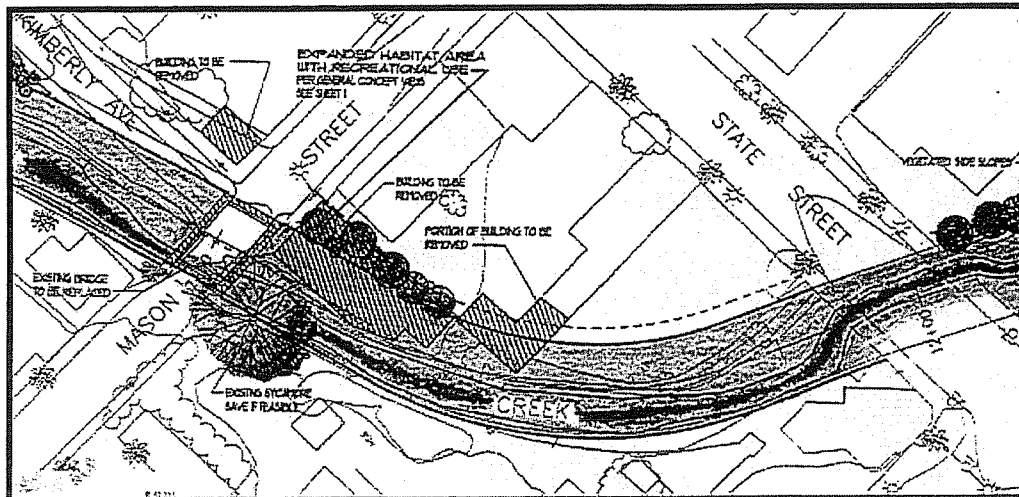 KIMBERLY AVE
BUILDING TO BE
REMOVED
EXPANDED HABITAT AREA
WITH RECREATIONAL USE
PER GENERAL CONCEPT VIEWS
SEE SHEET 1
STREET
STATE
STREET
VEGETATED SIDE SLOPES
BUILDING TO BE
REMOVED
PORTION OF BUILDING TO BE
REMOVED
EXISTING BRIDGE
TO BE REPLACED
MASON
EXISTING SYCAMORE
SAVE IF FEASIBLE
CREEK